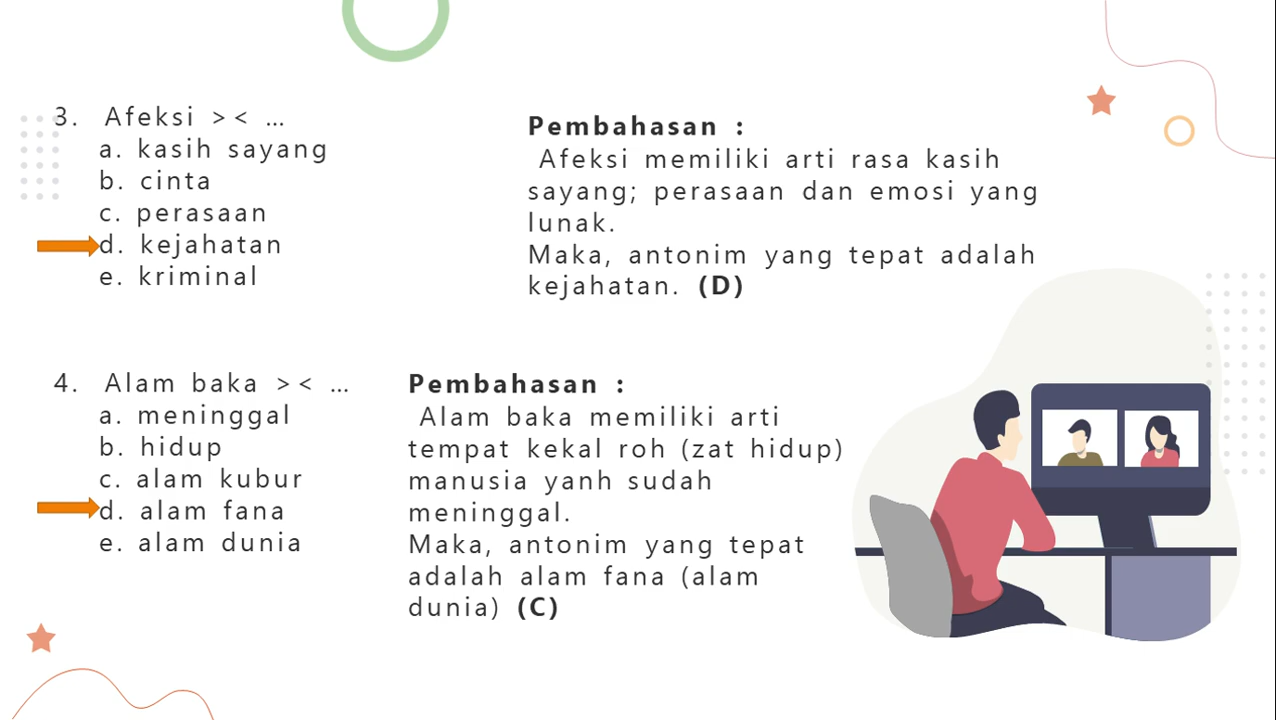 3. Afeksi >< ...
a. kasih sayang
b. cinta
c. perasaan
d. kejahatan
e. kriminal
Pembahasan :
Afeksi memiliki arti rasa kasih
sayang; perasaan dan emosi yang
lunak.
Maka, antonim yang tepat adalah
kejahatan. (D)
4. Alam baka >< ...
a. meninggal
b. hidup
c. alam kubur
d. alam fana
e. alam dunia
Pembahasan :
Alam baka memiliki arti
tempat kekal roh (zat hidup)
manusia yanh sudah
meninggal.
Maka, antonim yang tepat
adalah alam fana (alam
dunia) (C)